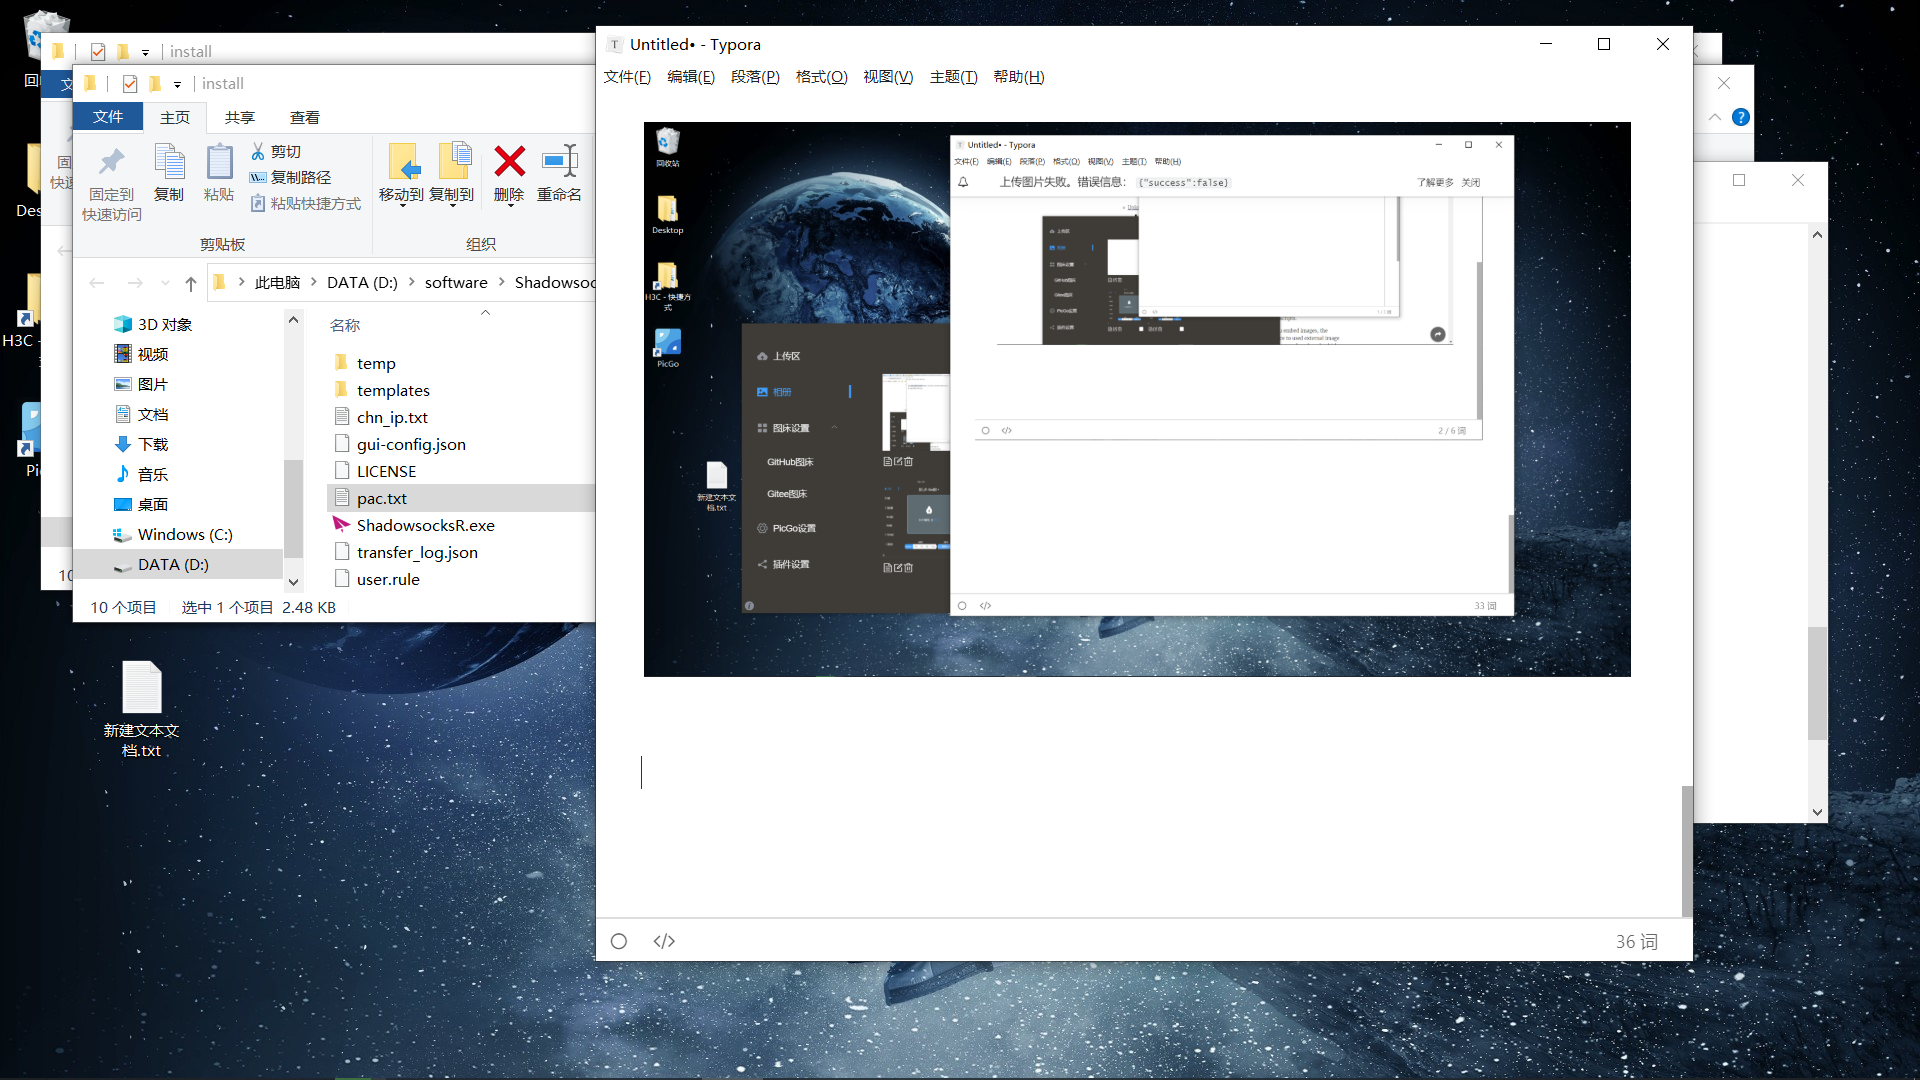 install
install
文件
主页
共享
查看
固定到
快速访问
复制
粘贴
剪切
复制路径
粘贴快捷方式
移动到
复制到
删除
重命名
剪贴板
组织
此电脑
DATA (D:)
software
3D 对象
视频
图片
文档
下载
音乐
桌面
Windows (C:)
DATA (D:)
名称
temp
templates
chn_ip.txt
gui-config.json
LICENSE
pac.txt
ShadowsocksR.exe
transfer_log.json
user.rule
10 个项目 选中 1 个项目 2.48 KB
新建文本文
档.txt
Untitled• - Typora
文件(F) 编辑(E) 段落(P) 格式(O) 视图(V) 主题(T) 帮助(H)
回收站
Desktop
H3C - 快捷方
式
PicGo
新建文本文
档.txt
上传区
相册
图床设置
GitHub图床
Gitee图床
PicGo设置
插件设置
Untitled• - Typora
文件(F) 编辑(E) 段落(P) 格式(O) 视图(V) 主题(T) 帮助(H)
上传图片失败。错误信息： {"success":false}
了解更多 关闭
2 / 6 词
33 词
36 词